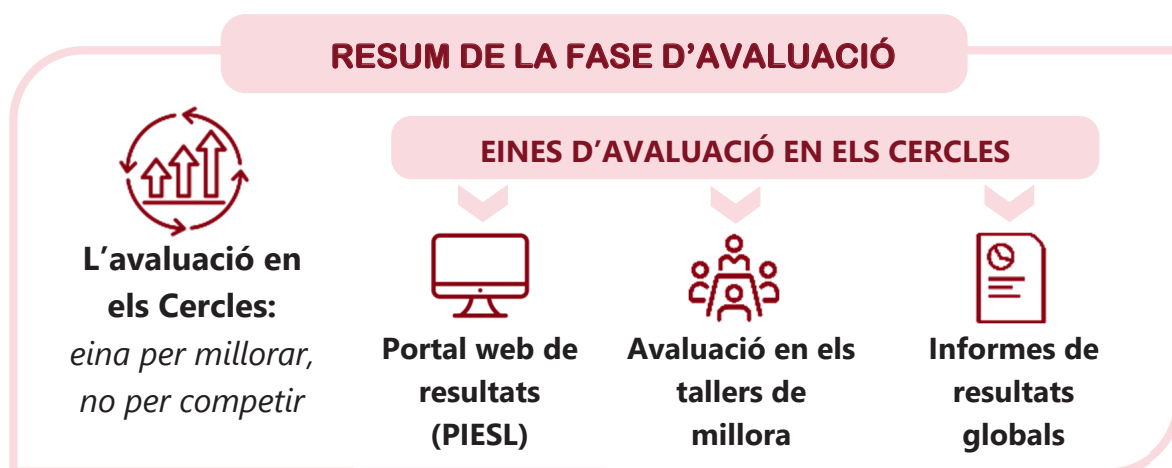 RESUM DE LA FASE D’AVALUACIÓ
L’avaluació en
els Cercles:
eina per millorar,
no per competir
EINES D’AVALUACIÓ EN ELS CERCLES
Portal web de
resultats
(PIESL)
Avaluació en els
tallers de
millora
Informes de
resultats
globals